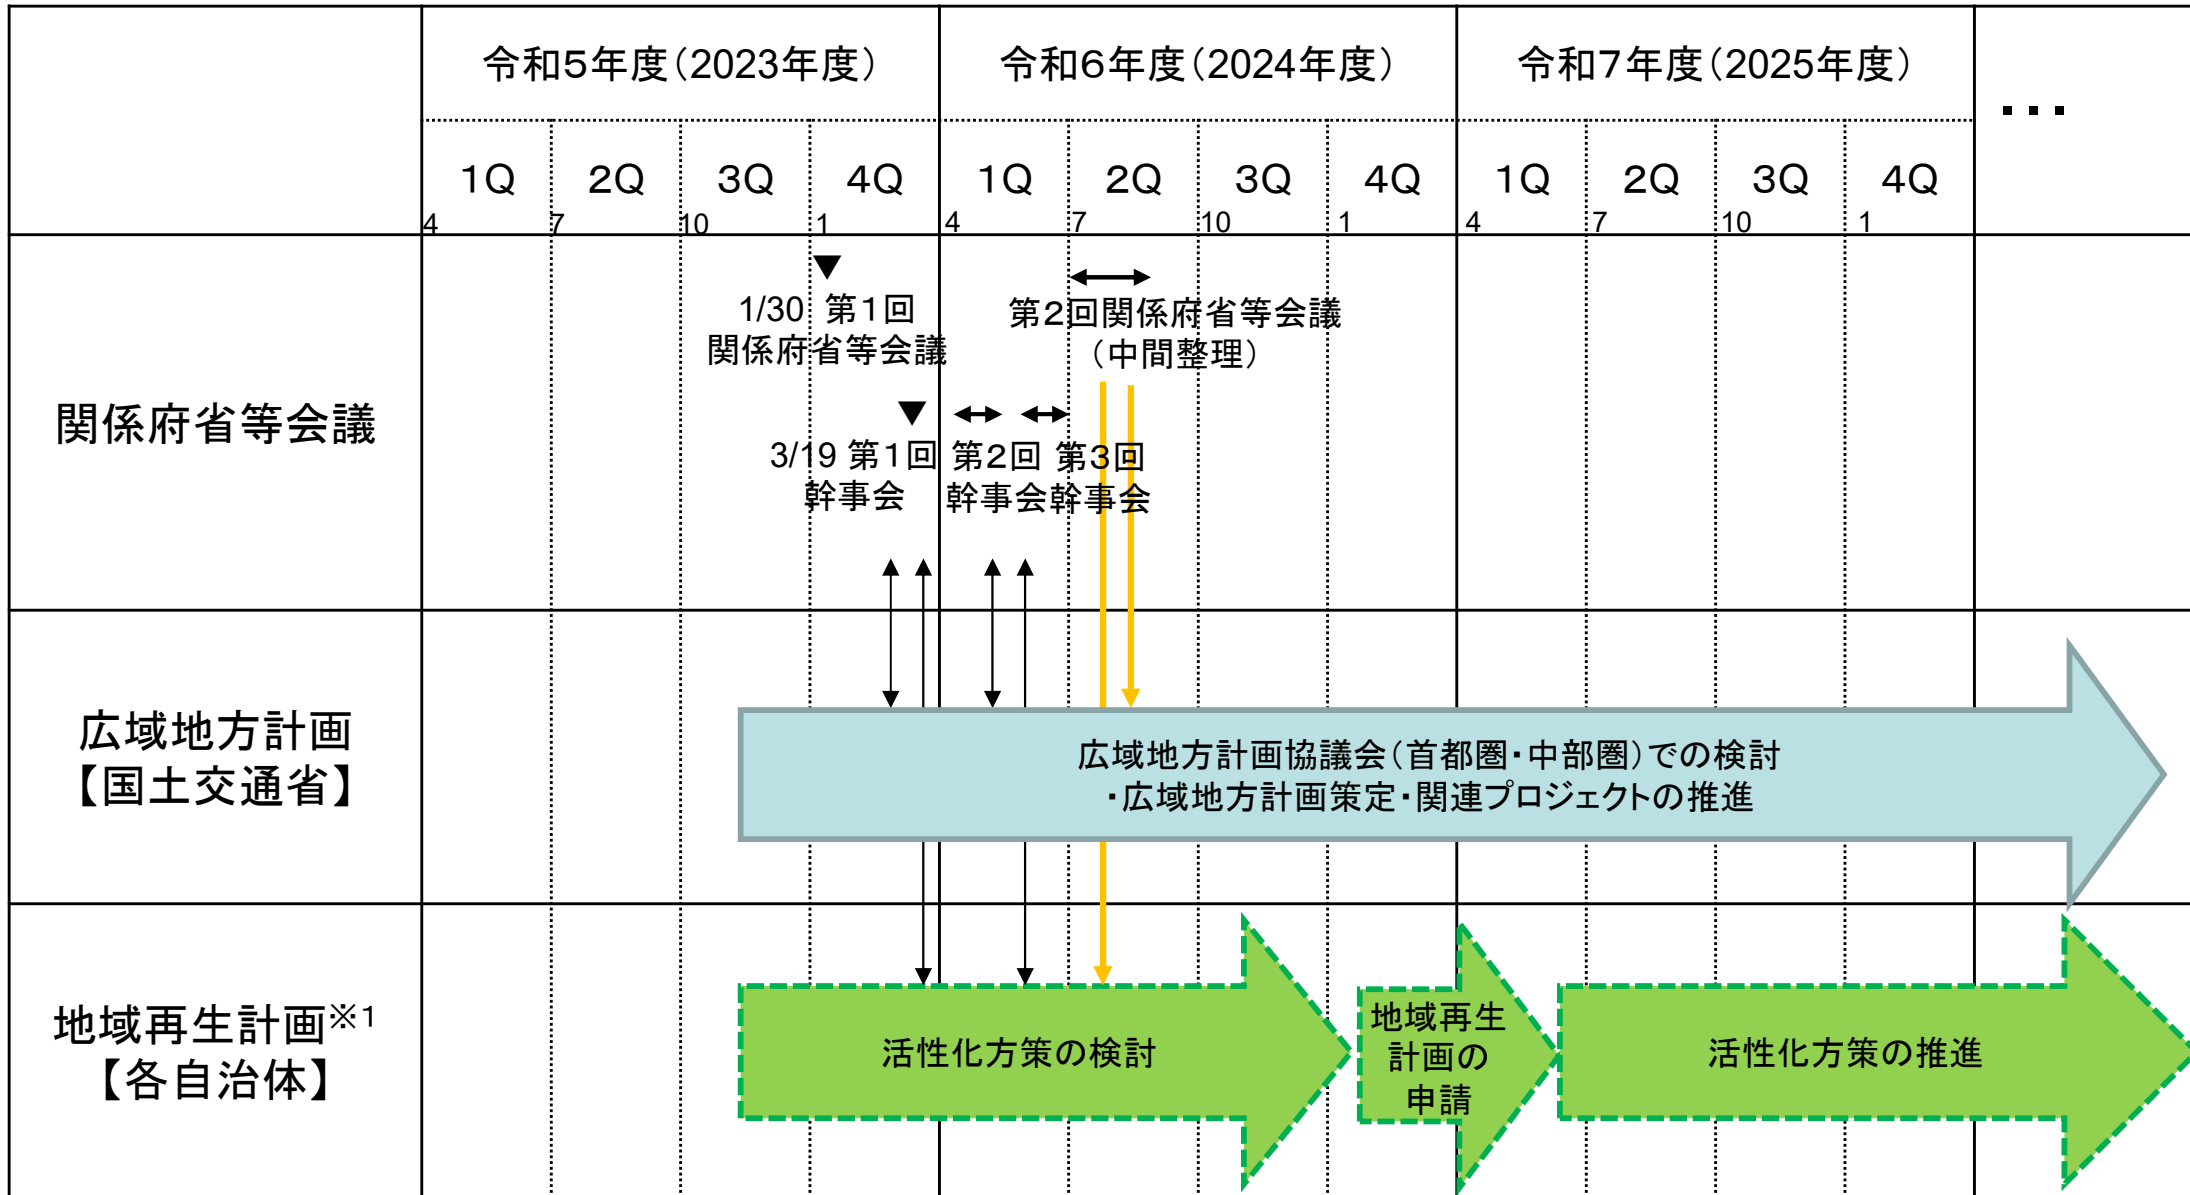 令和5年度(2023年度)
令和6年度(2024年度)
令和7年度(2025年度)
…
1Q 2Q 3Q 4Q 1Q 2Q 3Q 4Q 1Q 2Q 3Q 4Q
4 7 10 1 4 7 10 1 4 7 10 1
関係府省等会議
1/30 第1回
関係府省等会議
第2回関係府省等会議
(中間整理)
3/19 第1回
幹事会
第2回
幹事会
第3回
幹事会
広域地方計画
【国土交通省】
広域地方計画協議会(首都圏・中部圏)での検討
・広域地方計画策定・関連プロジェクトの推進
地域再生計画※1
【各自治体】
活性化方策の検討
地域再生
計画の
申請
活性化方策の推進